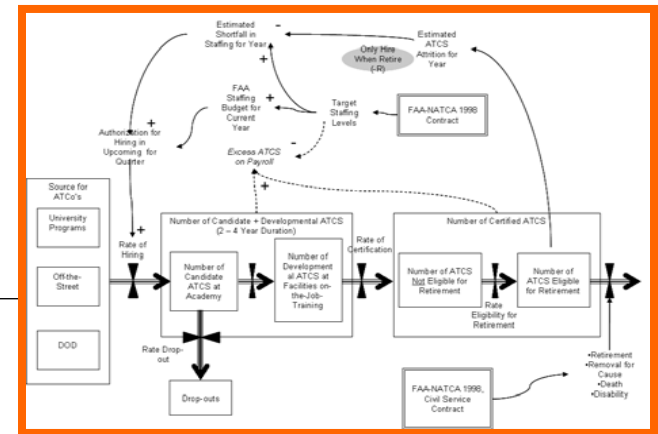 Estimated
Shortfall in
Staffing for Year
-
Estimated
ATCS
Attrition for
Year
Only Hire
When Retire
(-R)
+
FAA
Staffing
Budget for
Current
Year
+
Target
Staffing
Levels
FAA-NATCA 1998
Contract
+
Authorization for
Hiring in
Upcoming for
Quarter
-
Excess ATCS
on Payroll
+
Source for
ATCo's
University
Programs
Off-the-
Street
DOD
+
Rate of
Hiring
Number of Candidate + Developmental ATCS
(2 – 4 Year Duration)
Number of
Candidate
ATCS at
Academy
Number of
Development
al ATCS at
Facilities on-
the-Job-
Training
Rate of
Certification
Number of Certified ATCS
Number of ATCS
Not Eligible for
Retirement
Rate
Eligibility for
Retirement
Number of
ATCS Eligible
for Retirement
Rate Drop-
out
Drop-outs
FAA-NATCA 1998,
Civil Service
Contract
•Retirement
•Removal for
Cause
•Death
•Disability